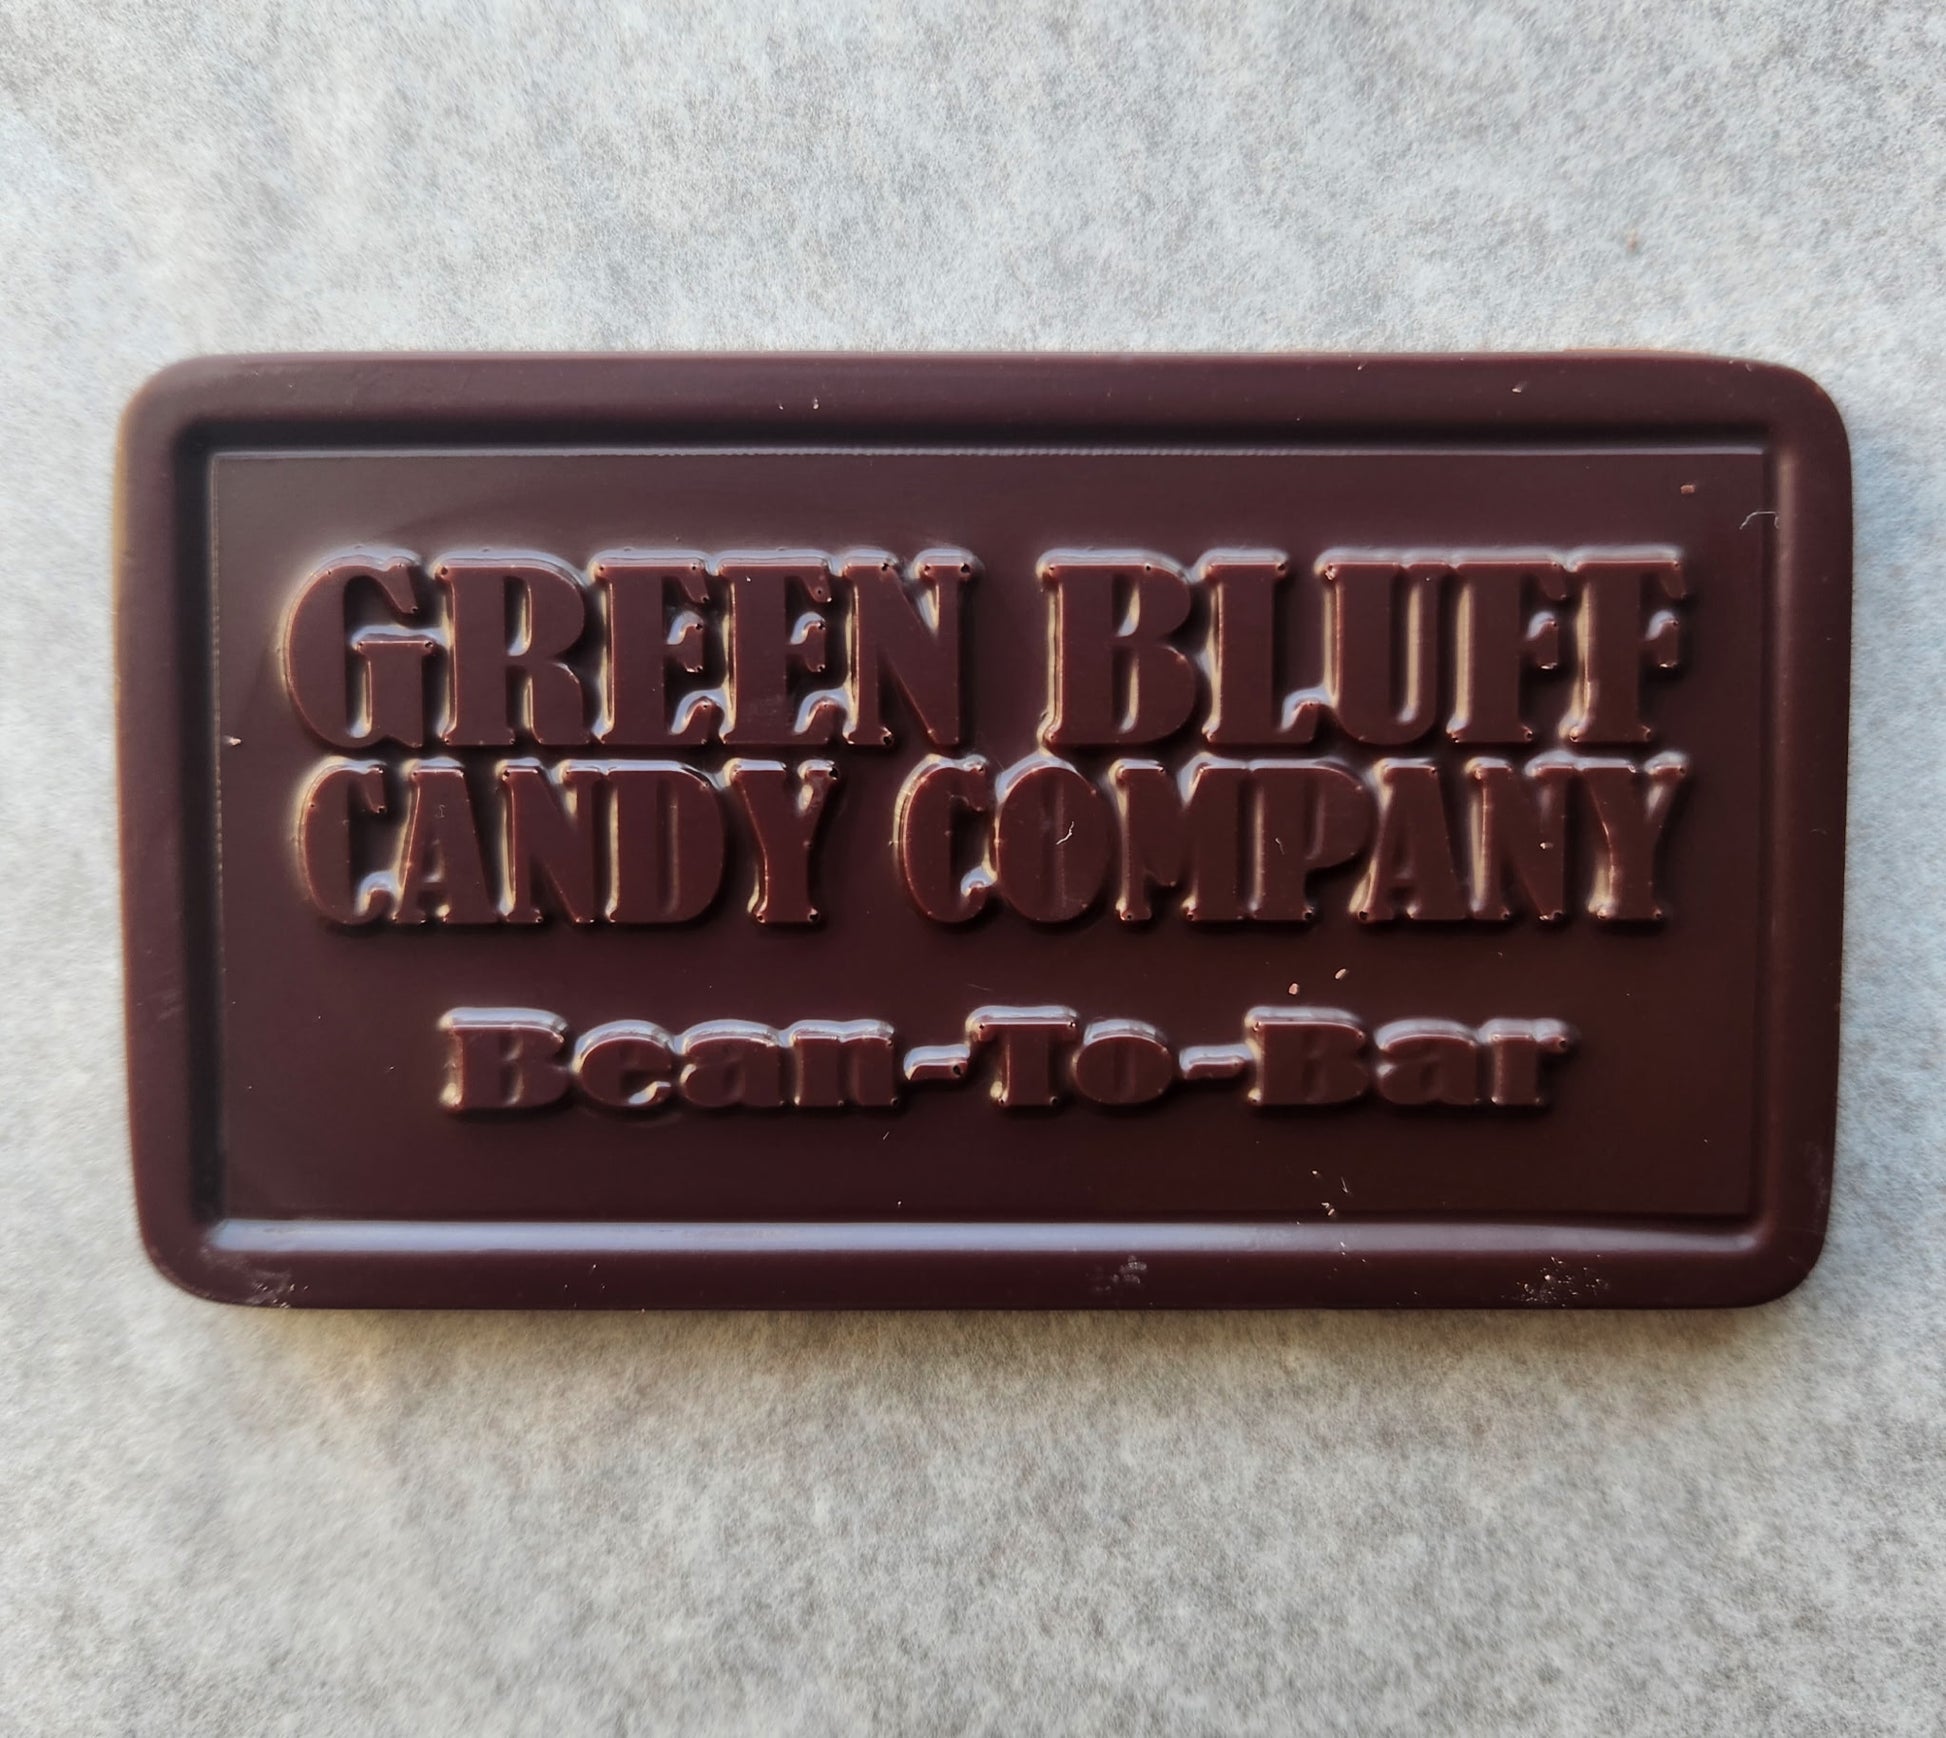 GREEN BLUFF
CANDY COMPANY
Bean-To-Bar